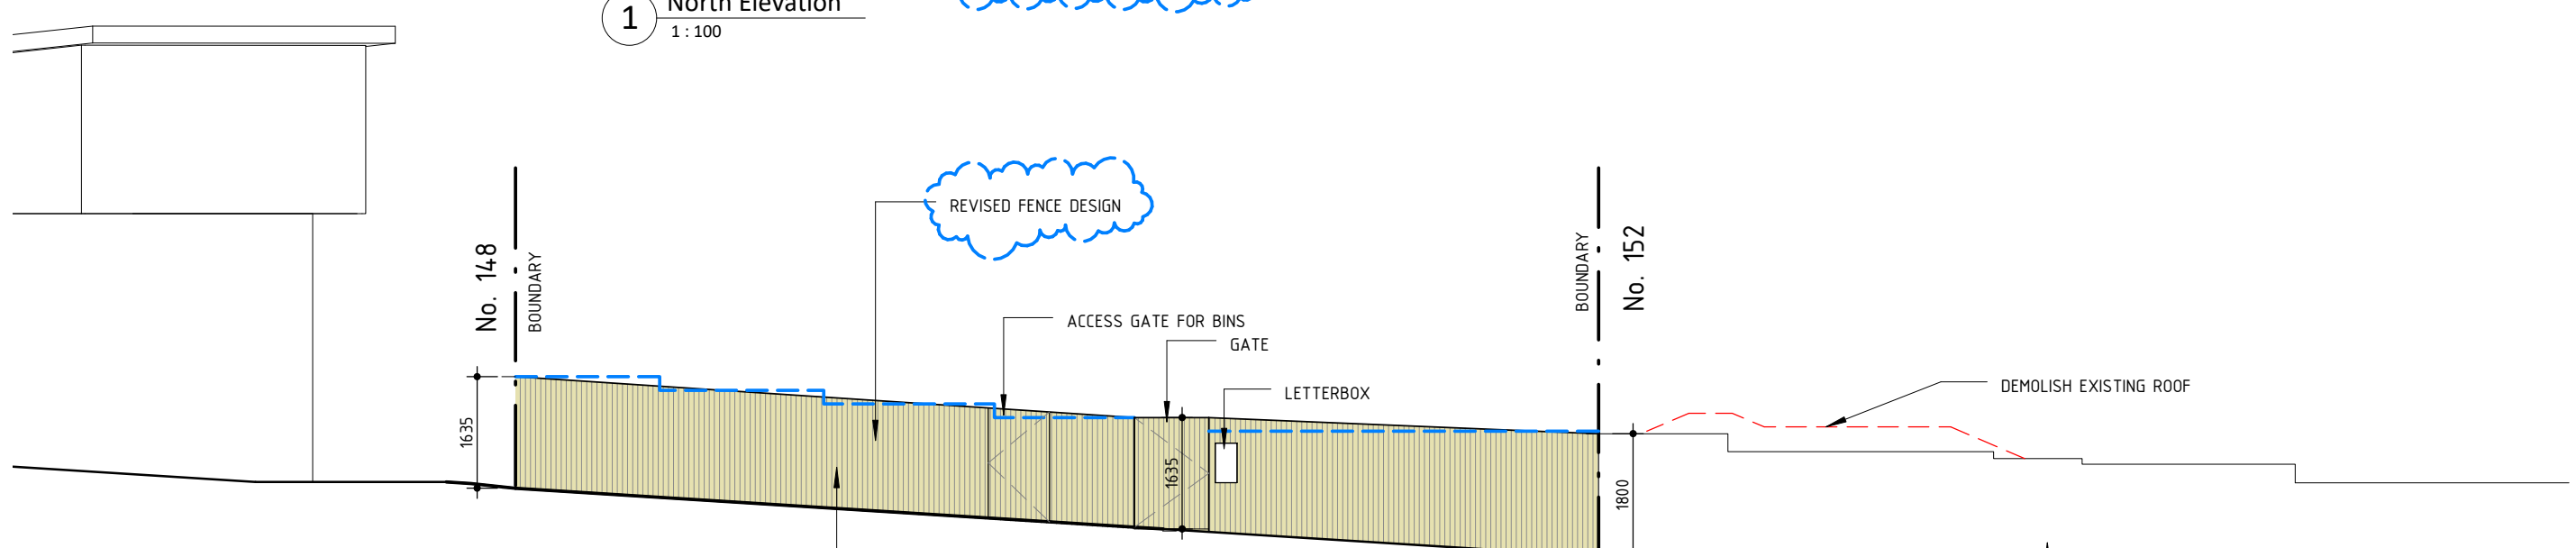 North Elevation
1
1 : 100
REVISED FENCE DESIGN
No. 148
BOUNDARY
BOUNDARY
No. 152
ACCESS GATE FOR BINS
GATE
LETTERBOX
DEMOLISH EXISTING ROOF
1635
1635
1800